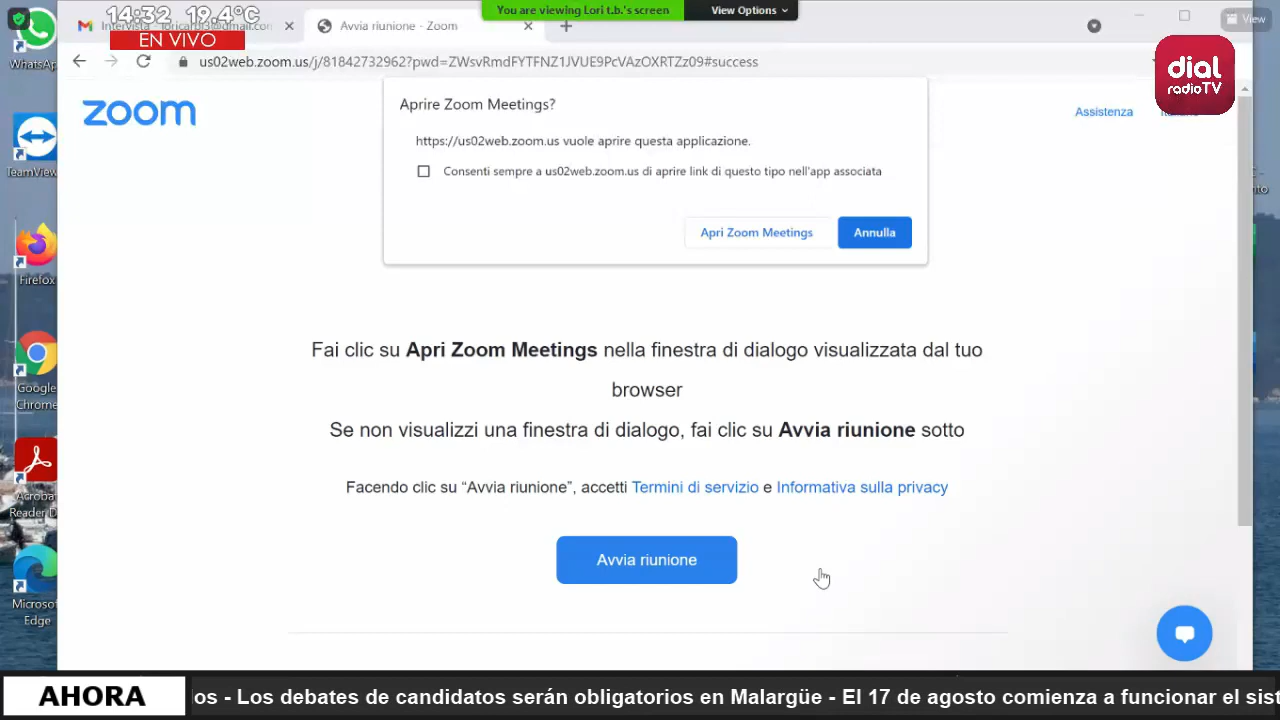 14:32 19.4°C
EN VIVO
You are viewing Lori t.b.'s screen
View Options
View
Avvia riunione - Zoom
us02web.zoom.us/j/81842732962?pwd=ZWsvRmdFYTFNZ1JVUE9PcVAzOXRTZz09#success
dial
radioTV
zoom
Assistenza
Aprire Zoom Meetings?
https://us02web.zoom.us vuole aprire questa applicazione.
Consenti sempre a us02web.zoom.us di aprire link di questo tipo nell'app associata
Apri Zoom Meetings
Annulla
WhatsApp
TeamView
Firefox
Google
Chrome
Acrobat
Reader D
Microsof
Edge
Fai clic su Apri Zoom Meetings nella finestra di dialogo visualizzata dal tuo
browser
Se non visualizzi una finestra di dialogo, fai clic su Avvia riunione sotto
Facendo clic su “Avvia riunione”, accetti Termini di servizio e Informativa sulla privacy
Avvia riunione
AHORA
los - Los debates de candidatos serán obligatorios en Malargüe - El 17 de agosto comienza a funcionar el sist